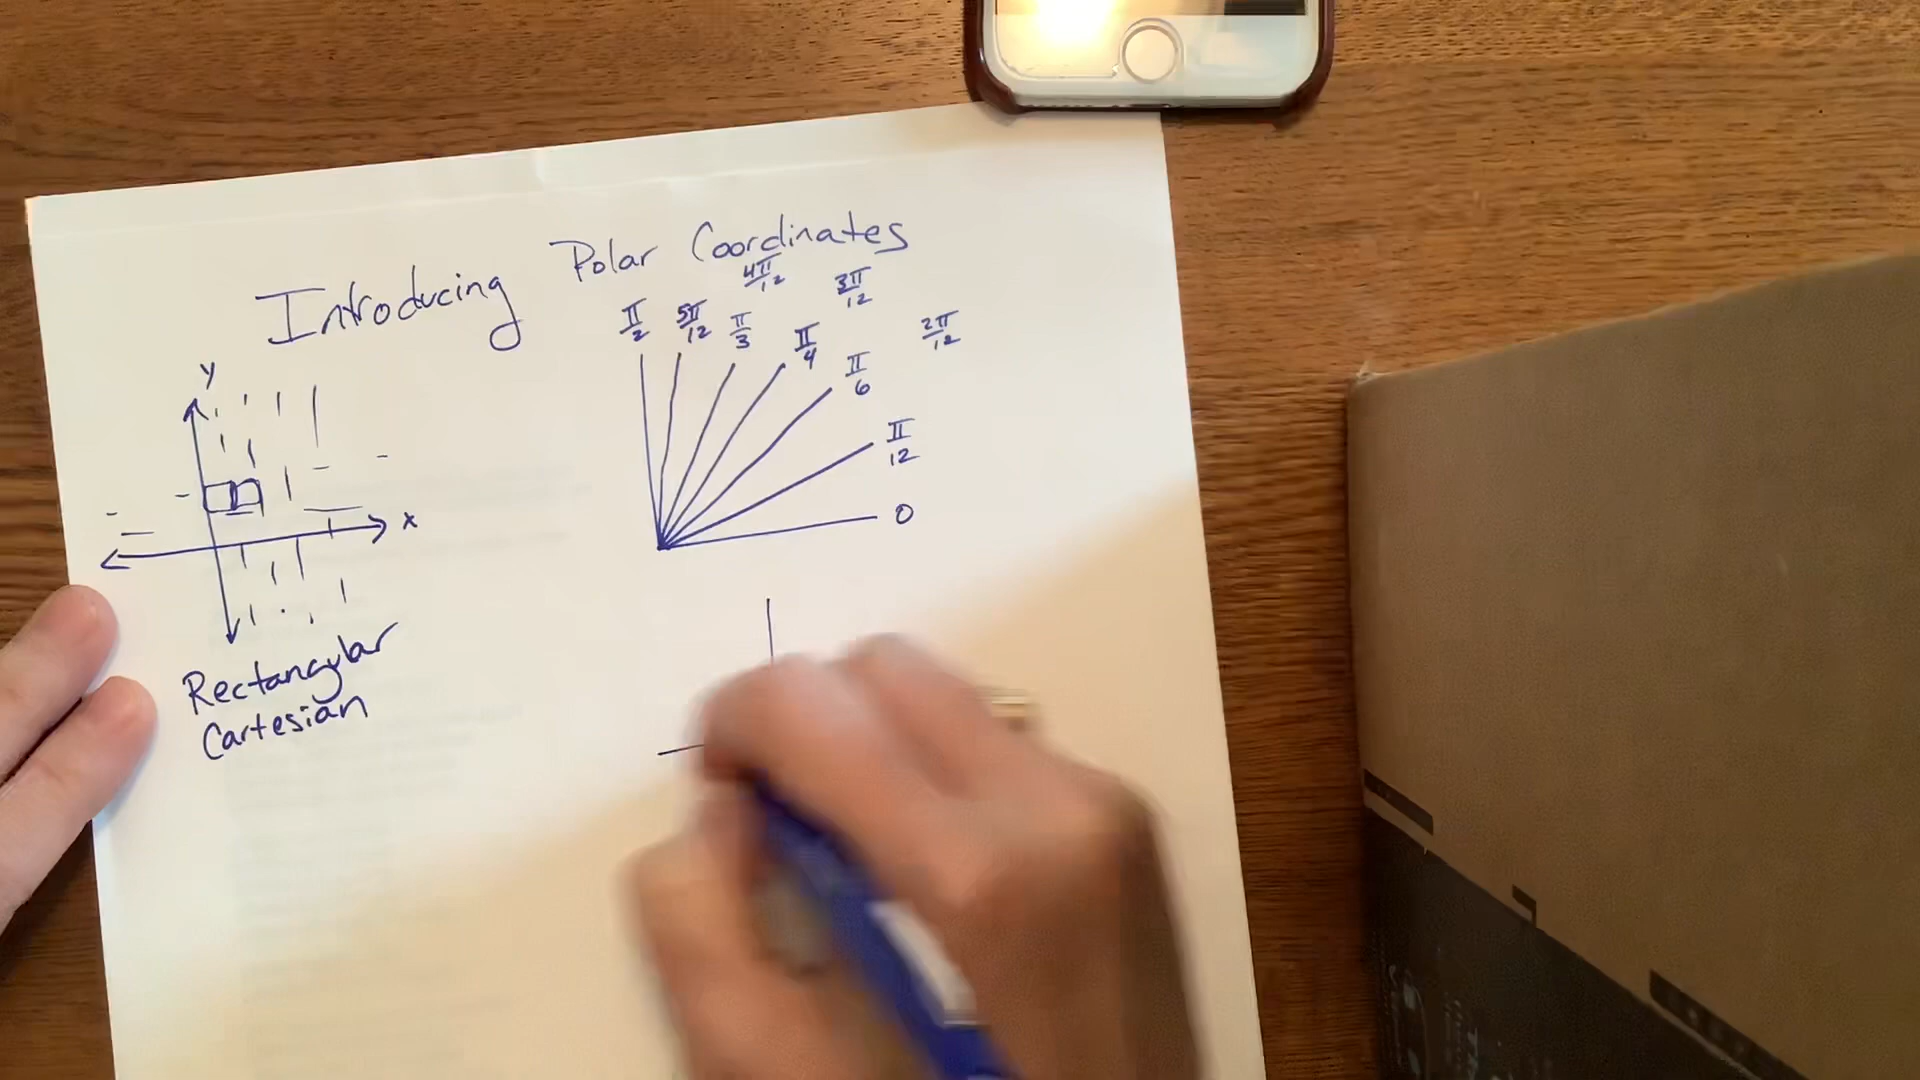 Introducing Polar Coordinates
4π/12
3π/12
2π/12
π/2
5π/12
π/3
π/4
π/6
π/12
0
y
x
Rectangular
Cartesian